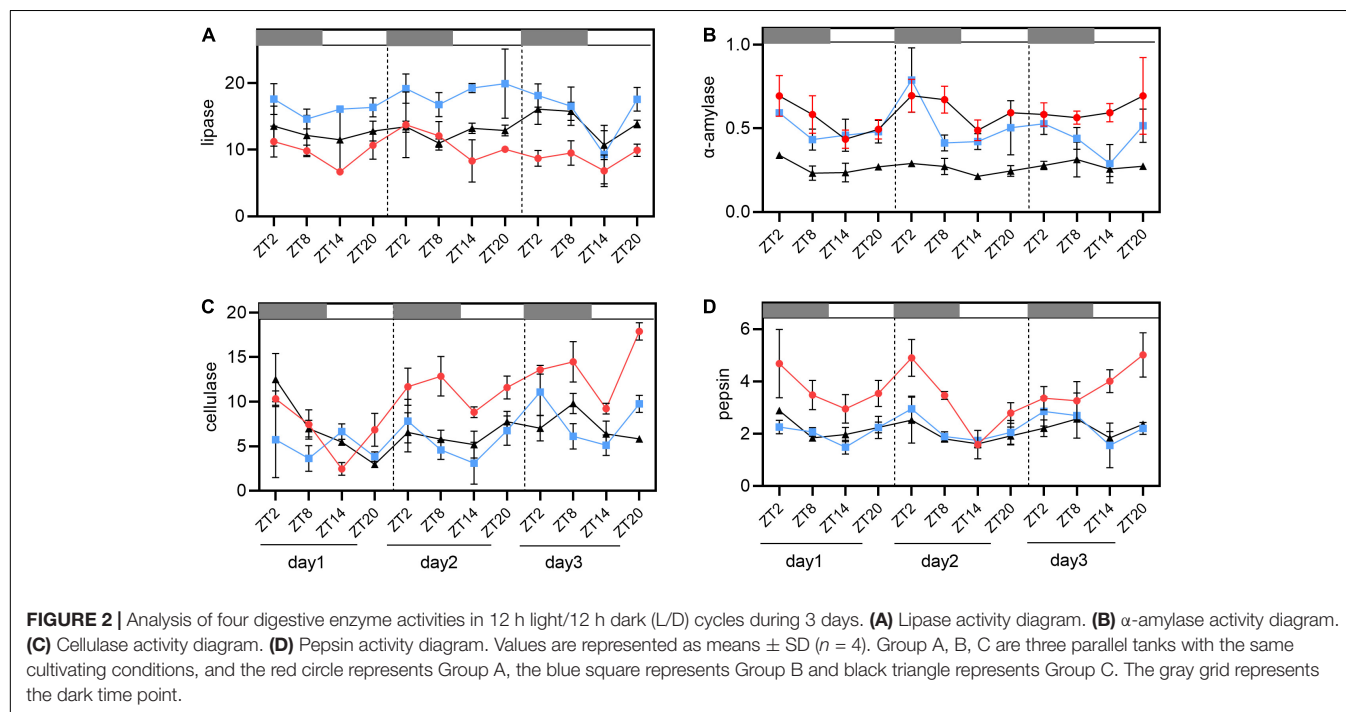 A
lipase
20
10
0
ZT2 ZT8 ZT14 ZT20 ZT2 ZT8 ZT14 ZT20 ZT2 ZT8 ZT14 ZT20
B
α-amylase
1.0
0.5
0.0
ZT2 ZT8 ZT14 ZT20 ZT2 ZT8 ZT14 ZT20 ZT2 ZT8 ZT14 ZT20
C
cellulase
20
15
10
5
0
ZT2 ZT8 ZT14 ZT20 ZT2 ZT8 ZT14 ZT20 ZT2 ZT8 ZT14 ZT20
day1 day2 day3
D
pepsin
6
4
2
0
ZT2 ZT8 ZT14 ZT20 ZT2 ZT8 ZT14 ZT20 ZT2 ZT8 ZT14 ZT20
day1 day2 day3
FIGURE 2 | Analysis of four digestive enzyme activities in 12 h light/12 h dark (L/D) cycles during 3 days. (A) Lipase activity diagram. (B) α-amylase activity diagram.
(C) Cellulase activity diagram. (D) Pepsin activity diagram. Values are represented as means ± SD (n = 4). Group A, B, C are three parallel tanks with the same
cultivating conditions, and the red circle represents Group A, the blue square represents Group B and black triangle represents Group C. The gray grid represents
the dark time point.